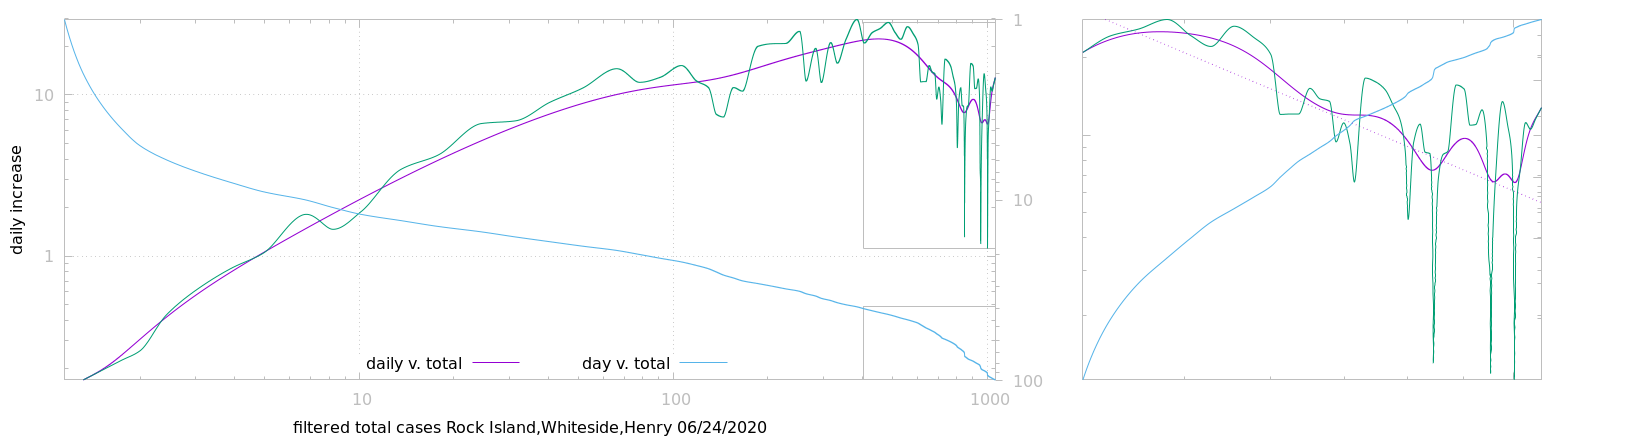 1
10
daily increase
10
1
daily v. total
day v. total
100
10
100
1000
filtered total cases Rock Island,Whiteside,Henry 06/24/2020